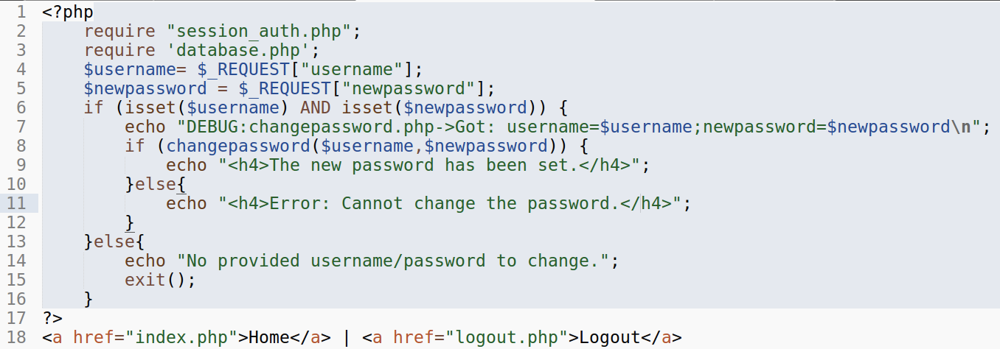 1 <?php
2     require "session_auth.php";
3     require 'database.php';
4     $username= $_REQUEST["username"];
5     $newpassword = $_REQUEST["newpassword"];
6     if (isset($username) AND isset($newpassword)) {
7         echo "DEBUG:changepassword.php->Got: username=$username;newpassword=$newpassword\n";
8         if (changepassword($username,$newpassword)) {
9             echo "<h4>The new password has been set.</h4>";
10         }else{
11             echo "<h4>Error: Cannot change the password.</h4>";
12         }
13     }else{
14         echo "No provided username/password to change.";
15         exit();
16     }
17 ?>
18 <a href="index.php">Home</a> | <a href="logout.php">Logout</a>